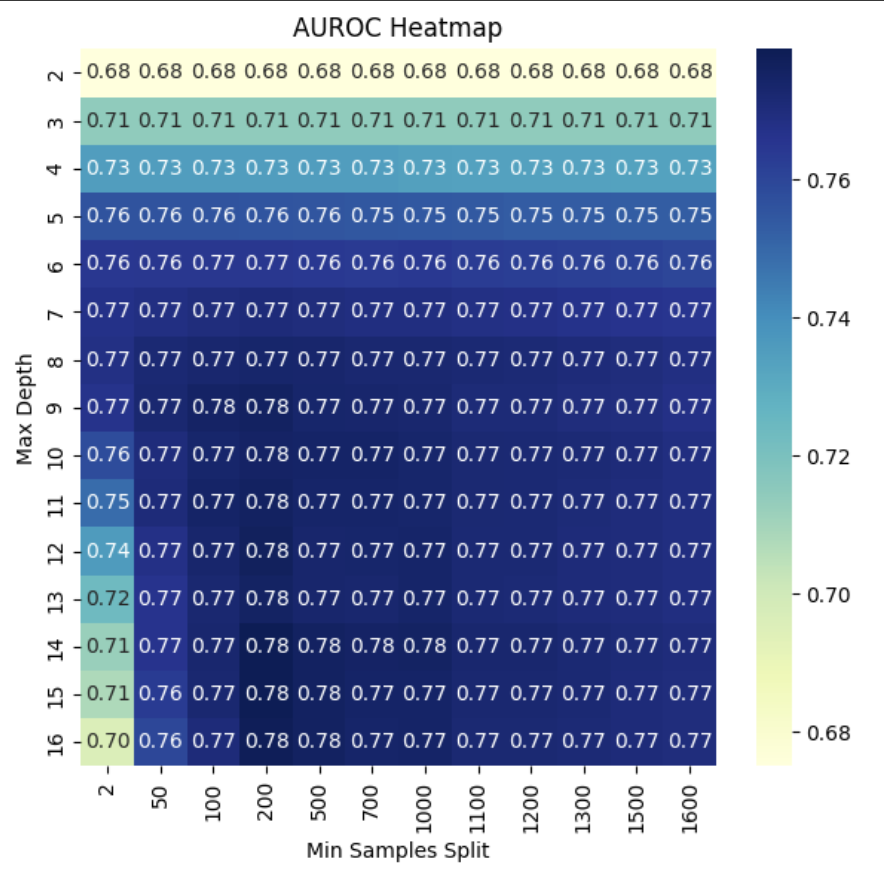 AUROC Heatmap
2 0.68 0.68 0.68 0.68 0.68 0.68 0.68 0.68 0.68 0.68 0.68 0.68
3 0.71 0.71 0.71 0.71 0.71 0.71 0.71 0.71 0.71 0.71 0.71 0.71
4 0.73 0.73 0.73 0.73 0.73 0.73 0.73 0.73 0.73 0.73 0.73 0.73
5 0.76 0.76 0.76 0.76 0.76 0.75 0.75 0.75 0.75 0.75 0.75 0.75
6 0.76 0.76 0.77 0.77 0.76 0.76 0.76 0.76 0.76 0.76 0.76 0.76
7 0.77 0.77 0.77 0.77 0.77 0.77 0.77 0.77 0.77 0.77 0.77 0.77
8 0.77 0.77 0.77 0.77 0.77 0.77 0.77 0.77 0.77 0.77 0.77 0.77
9 0.77 0.77 0.78 0.78 0.77 0.77 0.77 0.77 0.77 0.77 0.77 0.77
10 0.76 0.77 0.77 0.78 0.77 0.77 0.77 0.77 0.77 0.77 0.77 0.77
11 0.75 0.77 0.77 0.78 0.77 0.77 0.77 0.77 0.77 0.77 0.77 0.77
12 0.74 0.77 0.77 0.78 0.77 0.77 0.77 0.77 0.77 0.77 0.77 0.77
13 0.72 0.77 0.77 0.78 0.77 0.77 0.77 0.77 0.77 0.77 0.77 0.77
14 0.71 0.77 0.77 0.78 0.78 0.78 0.78 0.77 0.77 0.77 0.77 0.77
15 0.71 0.76 0.77 0.78 0.78 0.77 0.77 0.77 0.77 0.77 0.77 0.77
16 0.70 0.76 0.77 0.78 0.78 0.77 0.77 0.77 0.77 0.77 0.77 0.77
Max Depth
2 50 100 200 500 700 1000 1100 1200 1300 1500 1600
Min Samples Split
0.76
0.74
0.72
0.70
0.68